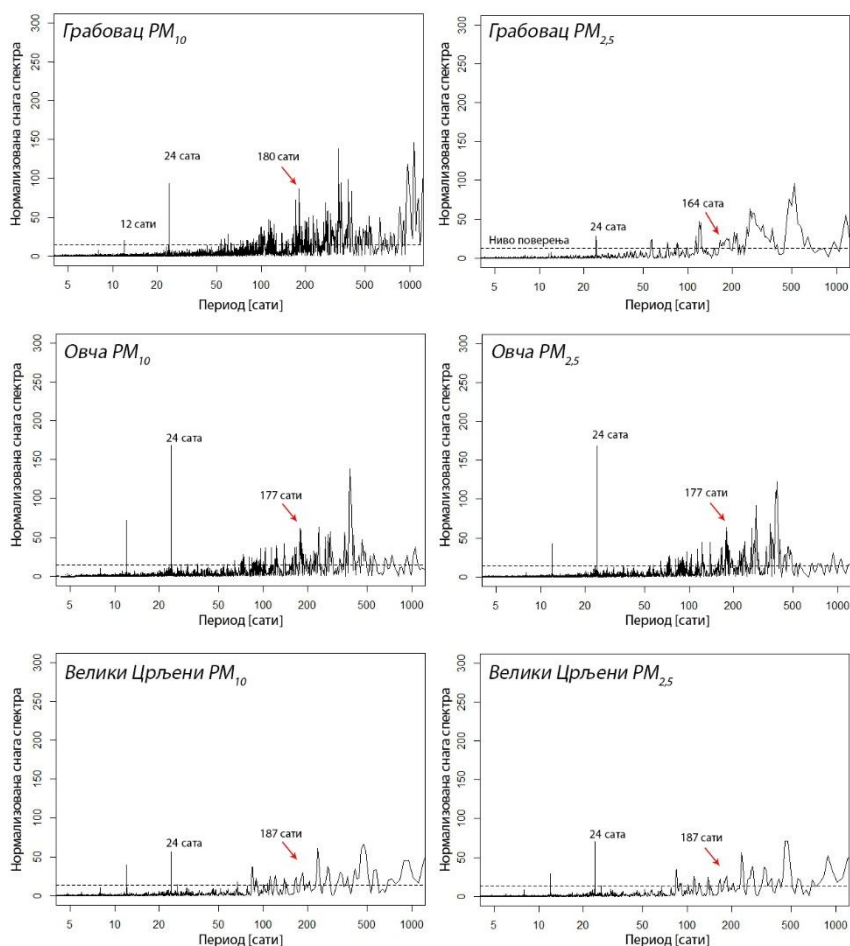 Грабовац PM10
Нормализована снага спектра
300
250
200
150
100
50
0
24 сата
180 сати
12 сати
5 10 20 50 100 200 500 1000
Период [сати]
Грабовац PM2,5
Нормализована снага спектра
300
250
200
150
100
50
0
164 сата
24 сата
Ниво поверења
5 10 20 50 100 200 500 1000
Период [сати]
Овча PM10
Нормализована снага спектра
300
250
200
150
100
50
0
24 сата
177 сати
5 10 20 50 100 200 500 1000
Период [сати]
Овча PM2,5
Нормализована снага спектра
300
250
200
150
100
50
0
24 сата
177 сати
5 10 20 50 100 200 500 1000
Период [сати]
Велики Црљени PM10
Нормализована снага спектра
300
250
200
150
100
50
0
24 сата
187 сати
5 10 20 50 100 200 500 1000
Период [сати]
Велики Црљени PM2,5
Нормализована снага спектра
300
250
200
150
100
50
0
24 сата
187 сати
5 10 20 50 100 200 500 1000
Период [сати]